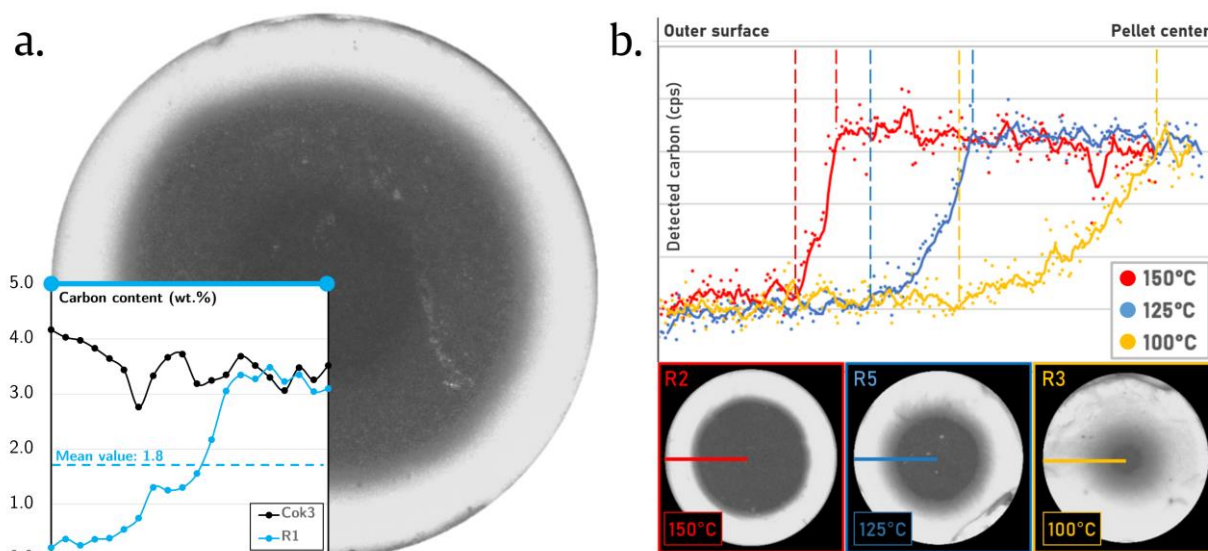 a.
5.0
Carbon content (wt.%)
4.0
3.0
2.0
Mean value: 1.8
1.0
Cok3
R1
b.
Outer surface
Pellet center
Detected carbon (cps)
150°C
125°C
100°C
R2
R5
R3
150°C
125°C
100°C